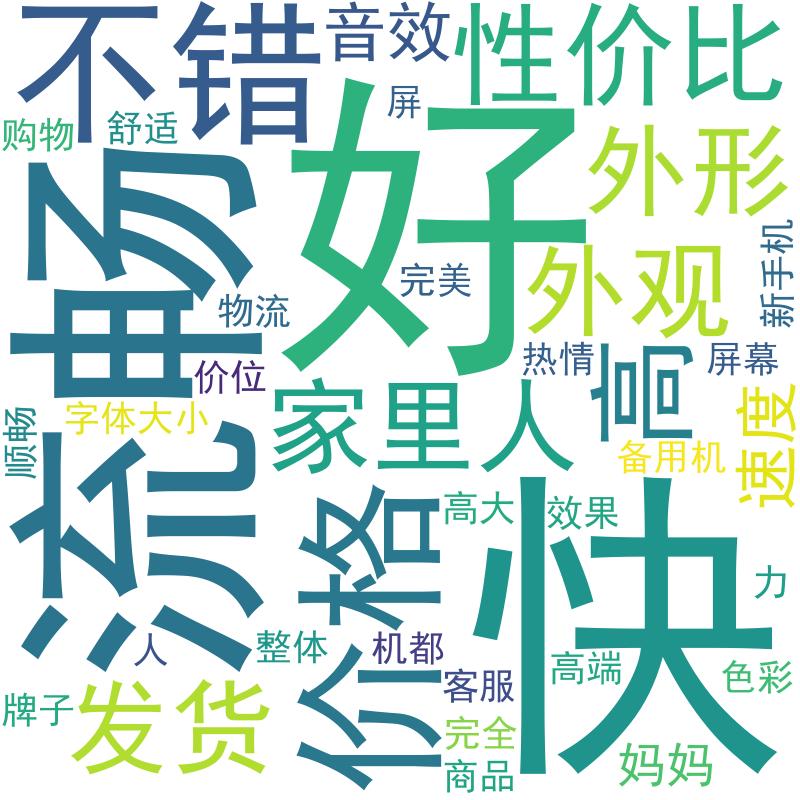 不错
音效
性价比
屏
购物
舒适
好
外形
流畅
外观
新手机
完美
物流
热情
高
屏幕
价位
家里人
速度
字体大小
顺畅
备用机
快
价格
高大
效果
力
人
整体
机都
高端
色彩
客服
牌子
发货
完全
妈妈
商品